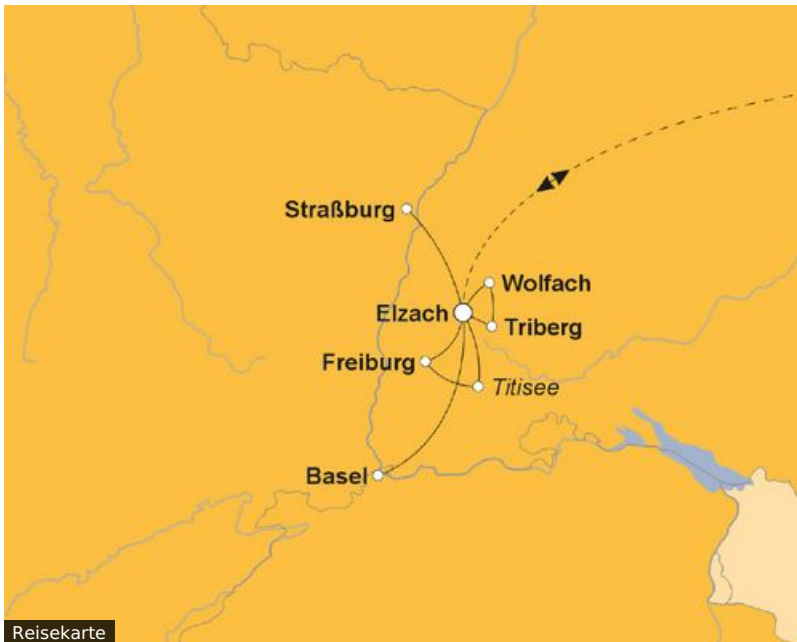 Straßburg
Wolfach
Elzach
Triberg
Freiburg
Titisee
Basel
Reisekarte